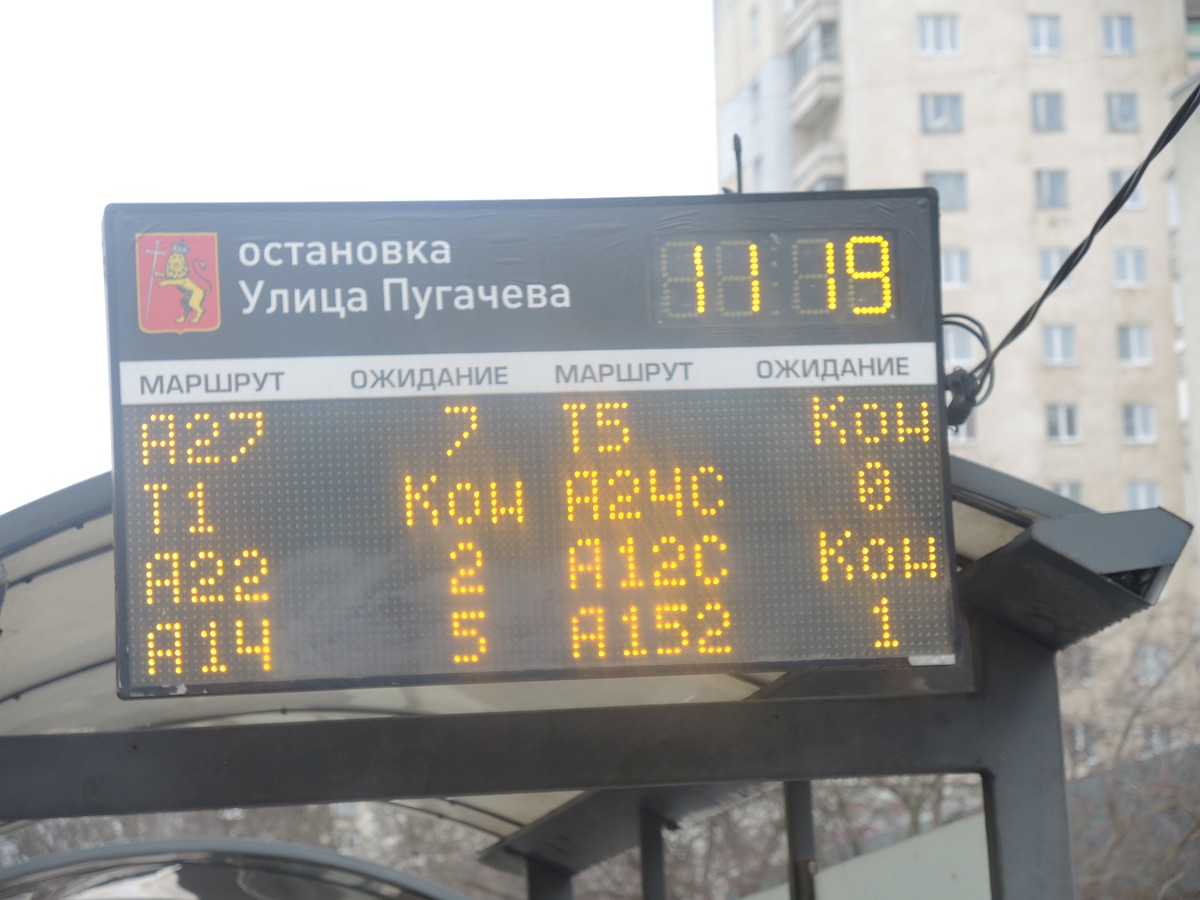 остановка
Улица Пугачева
11 19
МАРШРУТ ОЖИДАНИЕ МАРШРУТ ОЖИДАНИЕ
А27 7 Т5 Кон
Т1 Кон А24С 0
А22 2 А12С Кон
А14 5 А152 1